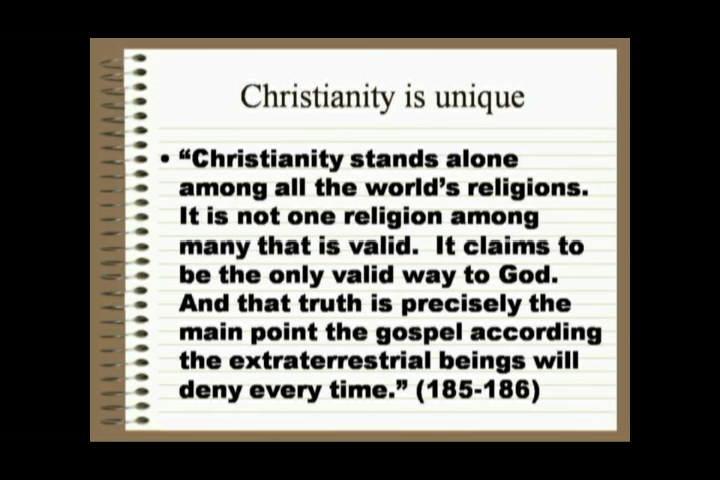 Christianity is unique
• “Christianity stands alone
among all the world’s religions.
It is not one religion among
many that is valid.  It claims to
be the only valid way to God.
And that truth is precisely the
main point the gospel according
the extraterrestrial beings will
deny every time.” (185-186)